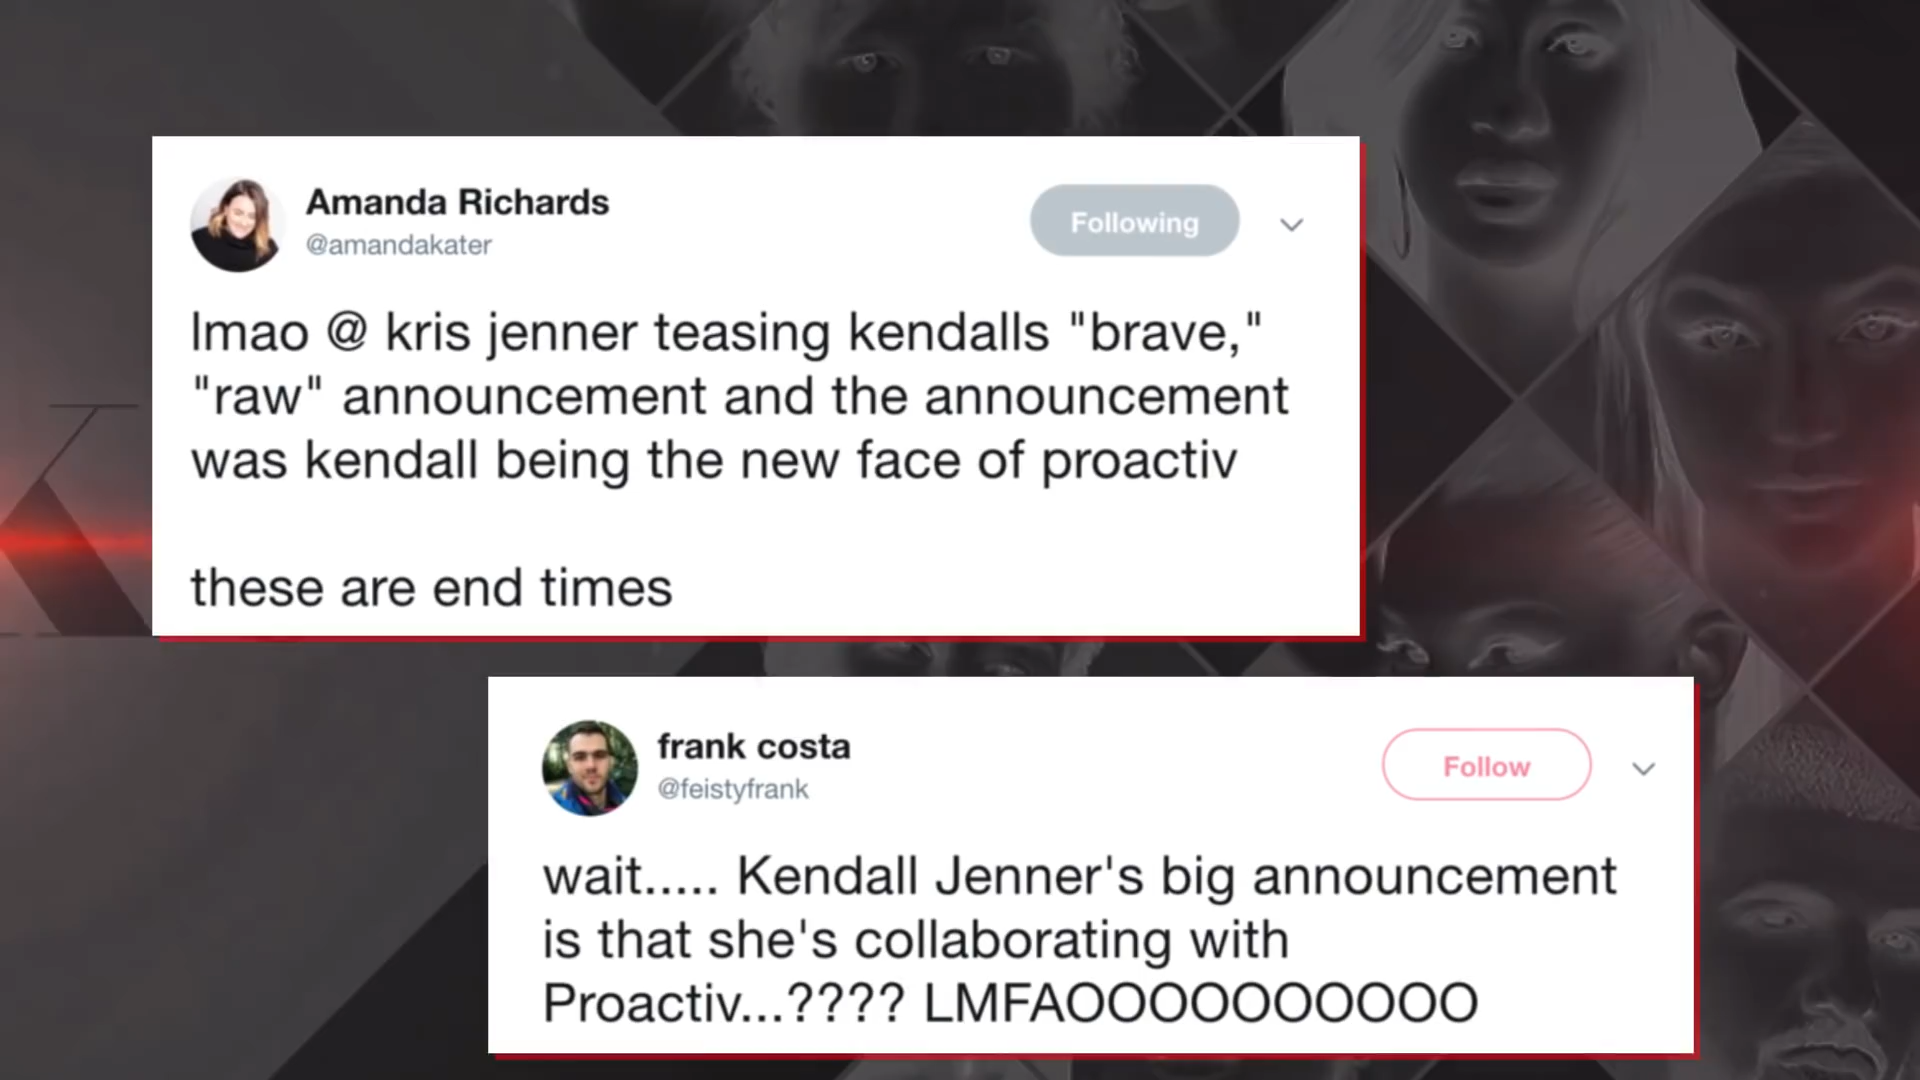 Amanda Richards
@amandakater
Following
lmao @ kris jenner teasing kendalls "brave,"
"raw" announcement and the announcement
was kendall being the new face of proactiv
these are end times
frank costa
@feistyfrank
Follow
wait..... Kendall Jenner's big announcement
is that she's collaborating with
Proactiv...???? LMFAOOOOOOOOOO